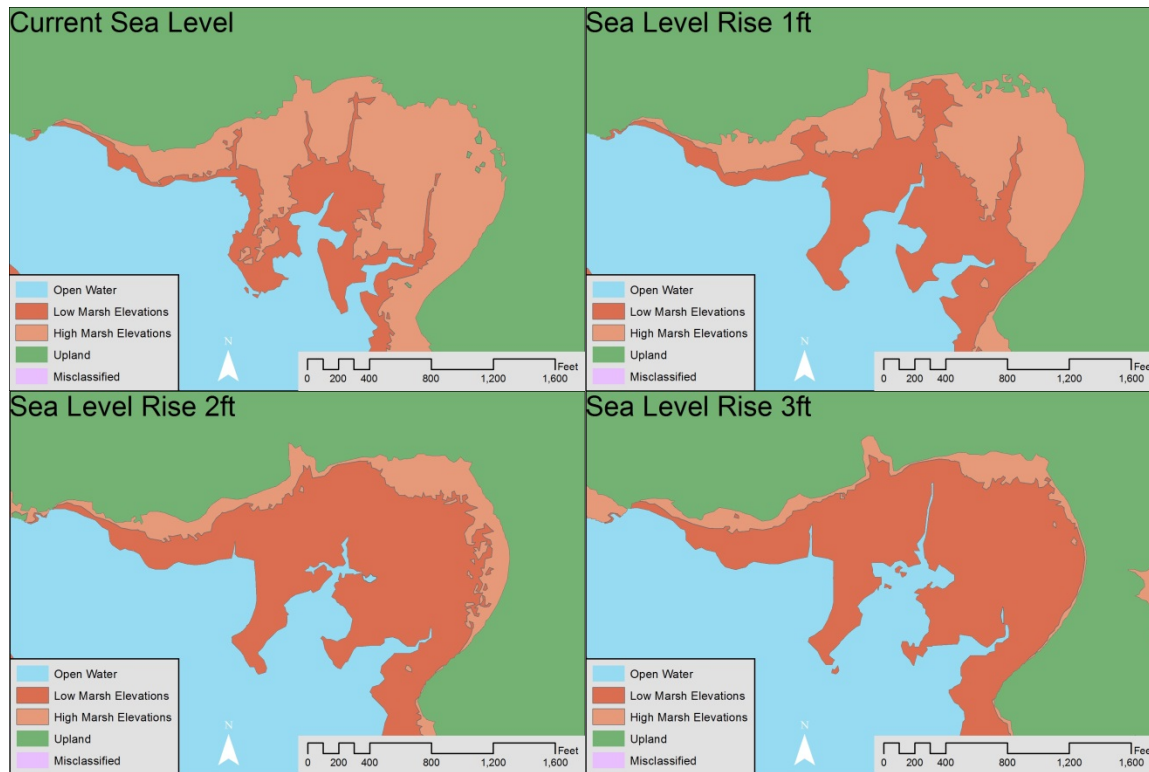 Current Sea Level
Open Water
Low Marsh Elevations
High Marsh Elevations
Upland
Misclassified
N
Feet
0 200 400 800 1,200 1,600
Sea Level Rise 1ft
Open Water
Low Marsh Elevations
High Marsh Elevations
Upland
Misclassified
N
Feet
0 200 400 800 1,200 1,600
Sea Level Rise 2ft
Open Water
Low Marsh Elevations
High Marsh Elevations
Upland
Misclassified
N
Feet
0 200 400 800 1,200 1,600
Sea Level Rise 3ft
Open Water
Low Marsh Elevations
High Marsh Elevations
Upland
Misclassified
N
Feet
0 200 400 800 1,200 1,600